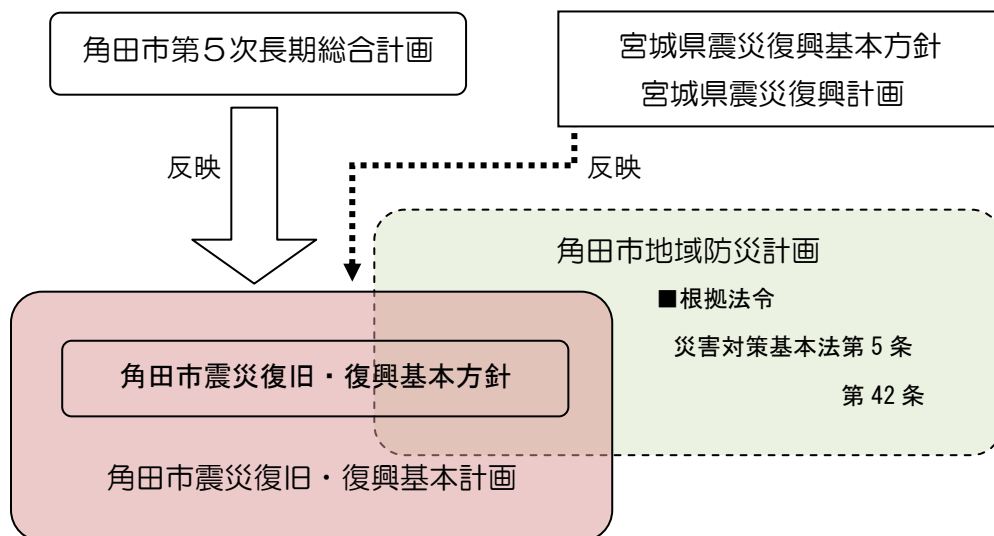 角田市第５次長期総合計画
宮城県震災復興基本方針
宮城県震災復興計画
反映
反映
角田市地域防災計画
■根拠法令
災害対策基本法第 5 条
第 42 条
角田市震災復旧・復興基本方針
角田市震災復旧・復興基本計画